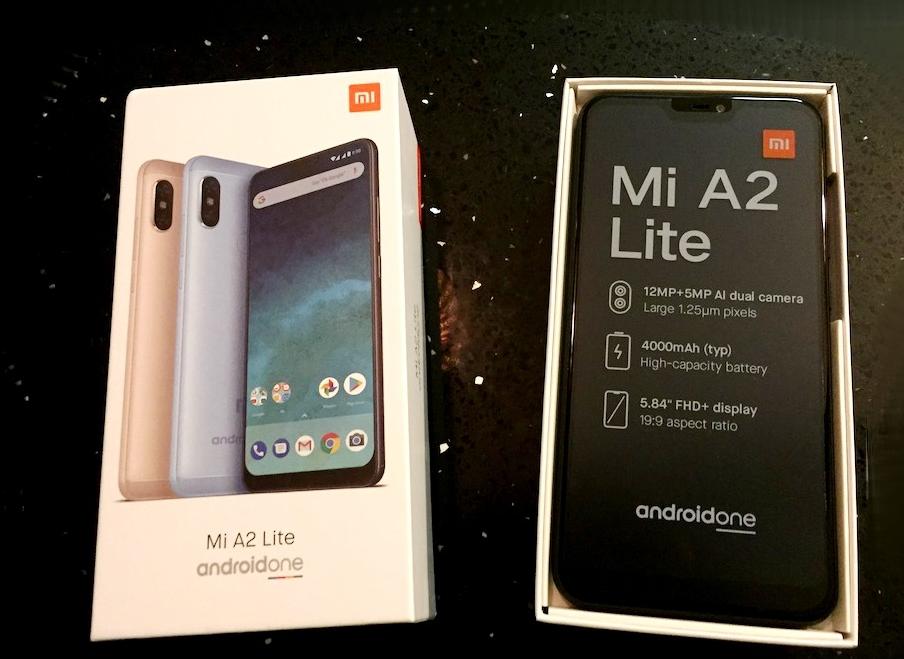 mi
Mi A2 Lite
androidone
mi
Mi A2
Lite
12MP+5MP AI dual camera
Large 1.25μm pixels
4000mAh (typ)
High-capacity battery
5.84" FHD+ display
19:9 aspect ratio
androidone